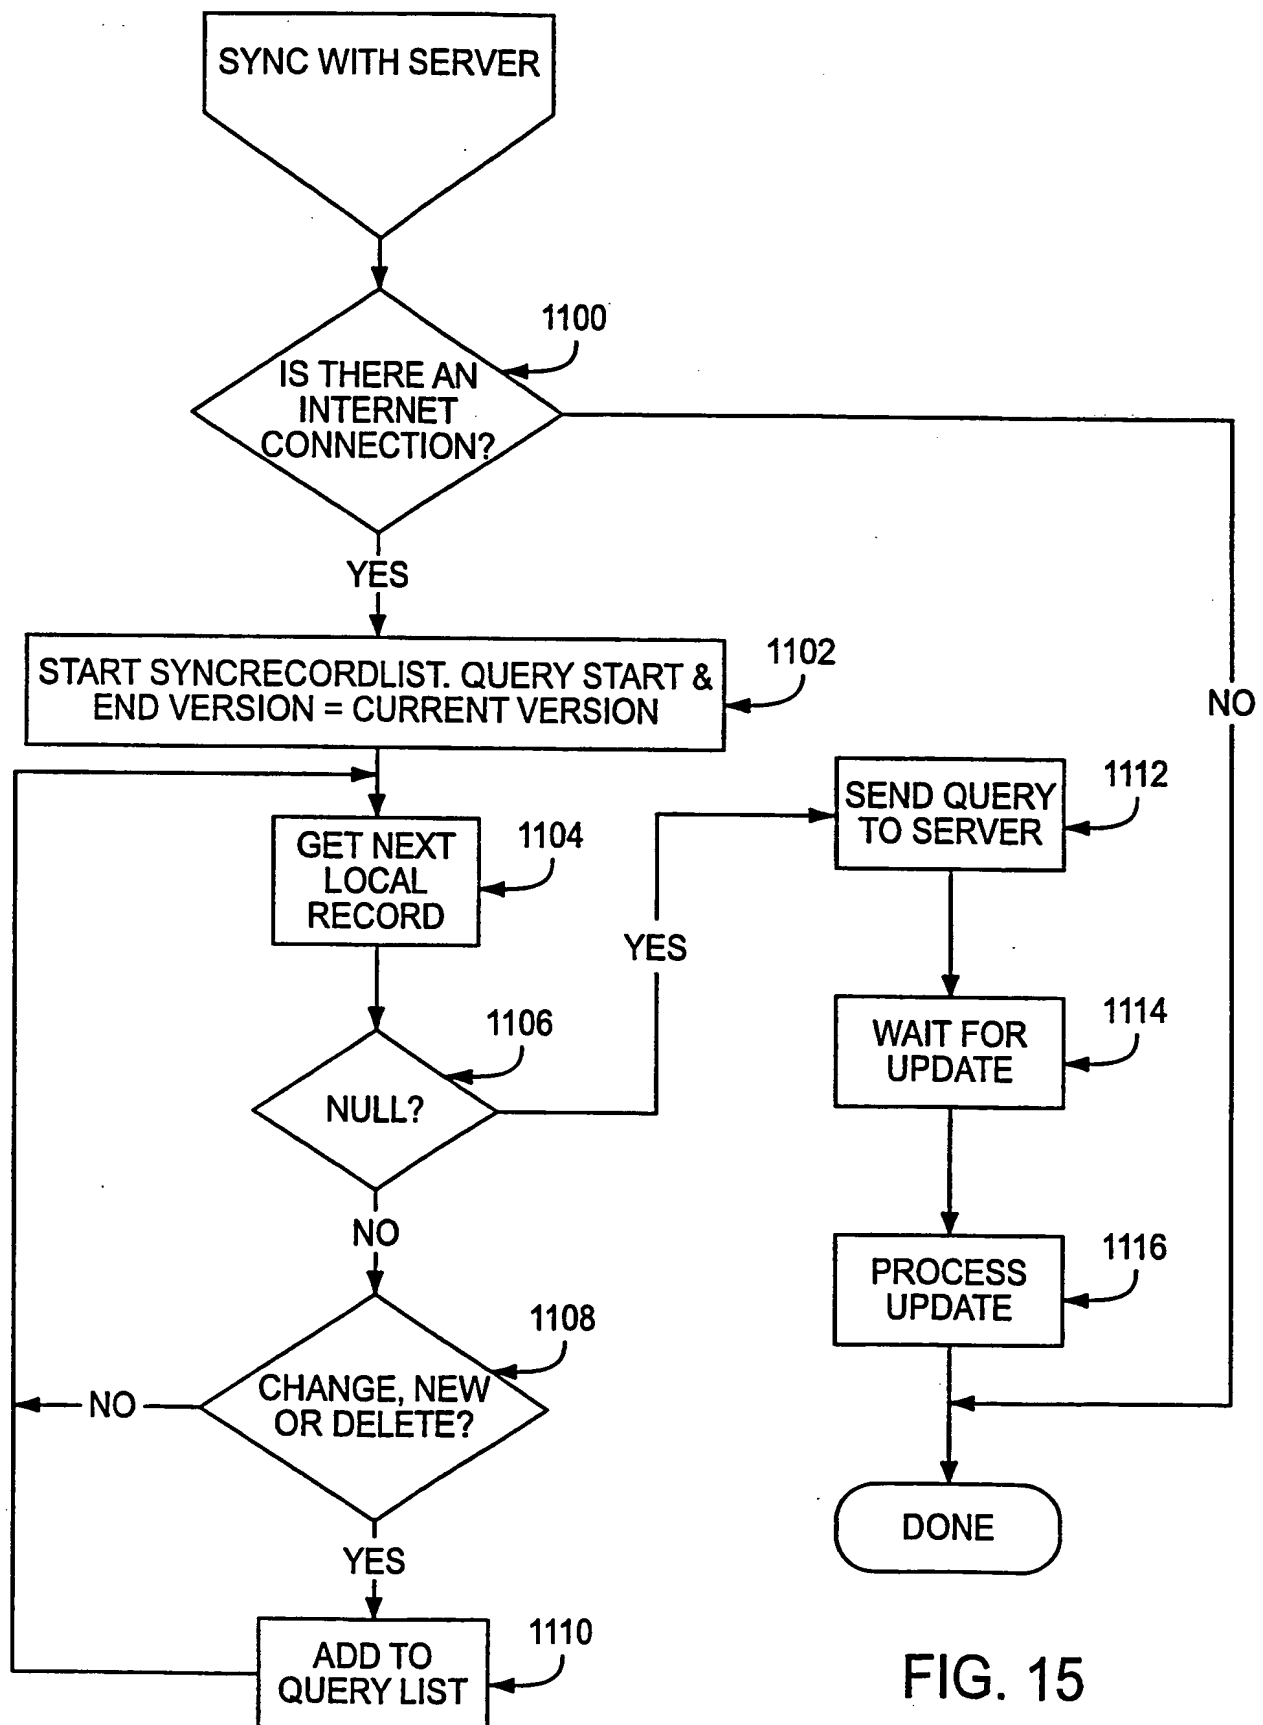 SYNC WITH SERVER
1100
IS THERE AN
INTERNET
CONNECTION?
YES
NO
1102
START SYNCRECORDLIST. QUERY START &
END VERSION = CURRENT VERSION
1104
GET NEXT
LOCAL
RECORD
1106
NULL?
YES
NO
1108
CHANGE, NEW
OR DELETE?
NO
YES
1110
ADD TO
QUERY LIST
1112
SEND QUERY
TO SERVER
1114
WAIT FOR
UPDATE
1116
PROCESS
UPDATE
DONE
FIG. 15